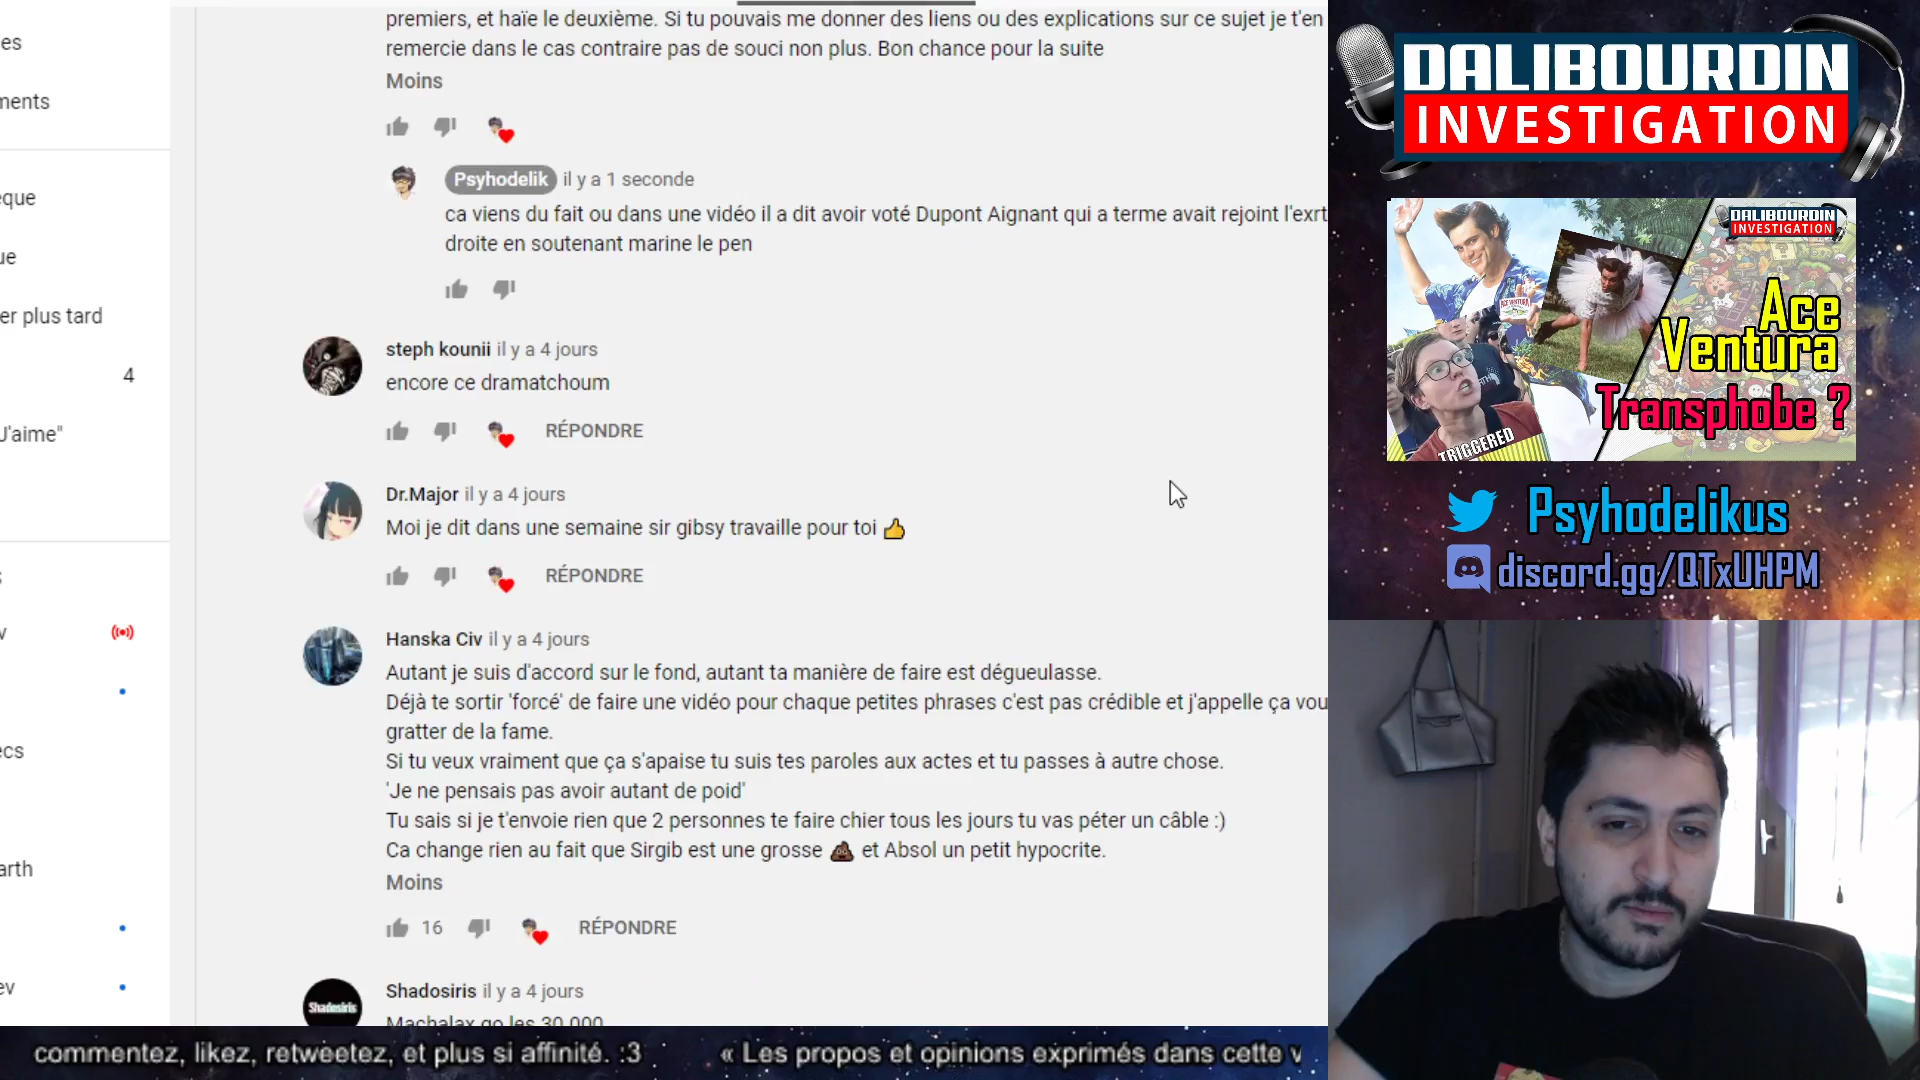 es
ments
eque
ue
er plus tard
4
J'aime"
v
ecs
arth
ev
premiers, et haïe le deuxième. Si tu pouvais me donner des liens ou des explications sur ce sujet je t'en
remercie dans le cas contraire pas de souci non plus. Bon chance pour la suite
Moins
Psyhodelik il y a 1 seconde
ca viens du fait ou dans une vidéo il a dit avoir voté Dupont Aignant qui a terme avait rejoint l'exrt
droite en soutenant marine le pen
steph kounii il y a 4 jours
encore ce dramatchoum
RÉPONDRE
Dr.Major il y a 4 jours
Moi je dit dans une semaine sir gibsy travaille pour toi 👍
RÉPONDRE
Hanska Civ il y a 4 jours
Autant je suis d'accord sur le fond, autant ta manière de faire est dégueulasse.
Déjà te sortir 'forcé' de faire une vidéo pour chaque petites phrases c'est pas crédible et j'appelle ça vou
gratter de la fame.
Si tu veux vraiment que ça s'apaise tu suis tes paroles aux actes et tu passes à autre chose.
'Je ne pensais pas avoir autant de poid'
Tu sais si je t'envoie rien que 2 personnes te faire chier tous les jours tu vas péter un câble :)
Ca change rien au fait que Sirgib est une grosse 💩 et Absol un petit hypocrite.
Moins
16 RÉPONDRE
Shadosiris
Shadosiris il y a 4 jours
Machalax go les 30 000
DALIBOURDIN
INVESTIGATION
DALIBOURDIN
INVESTIGATION
ACE VENTURA
Ace
Ventura
Transphobe ?
TRIGGERED
Psyhodelikus
discord.gg/QTxUHPM
commentez, likez, retweetez, et plus si affinité. :3 « Les propos et opinions exprimés dans cette v